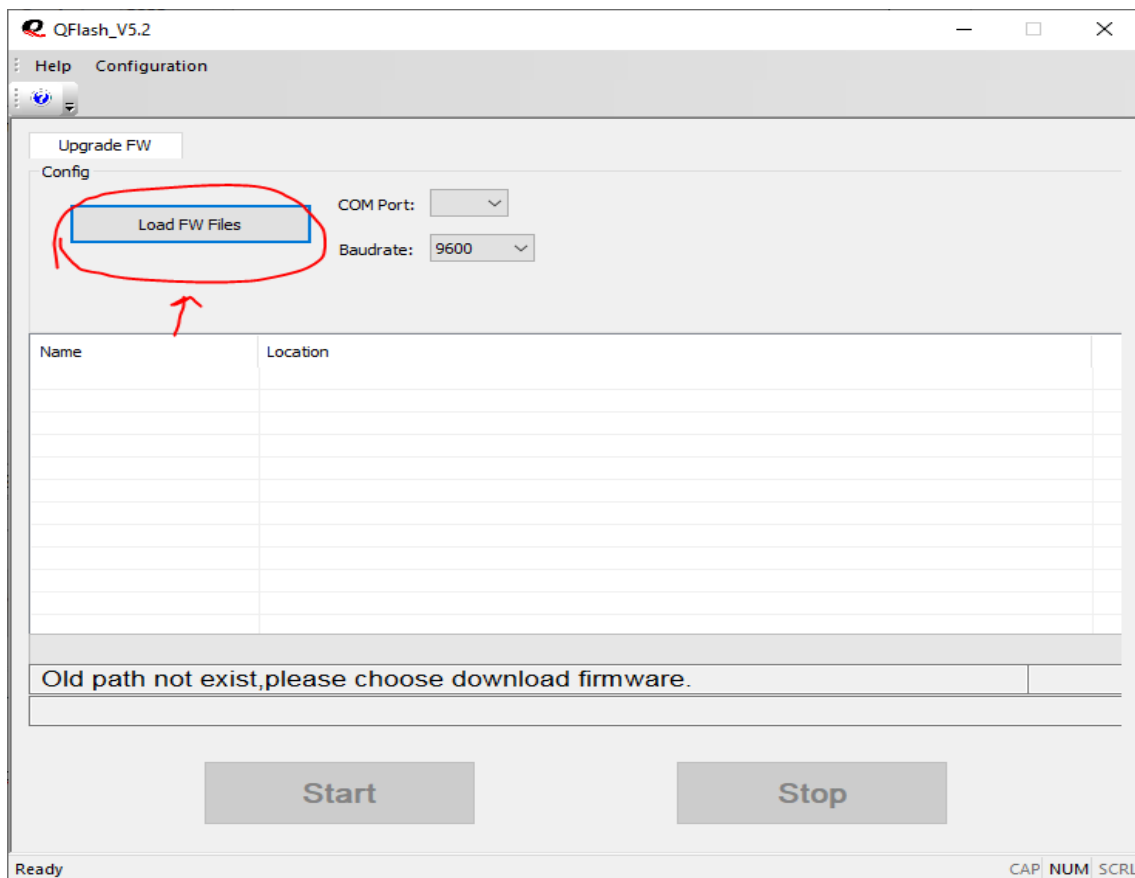 QFlash_V5.2
Help Configuration
Upgrade FW
Config
Load FW Files
COM Port:
Baudrate: 9600
Name Location
Old path not exist,please choose download firmware.
Start Stop
Ready CAP NUM SCRL